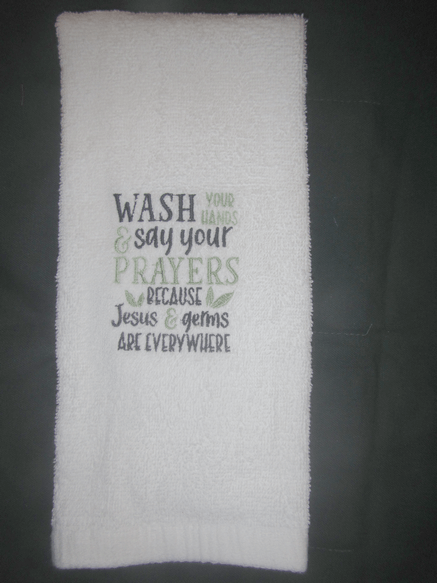 WASH YOUR HANDS
& say your
PRAYERS
BECAUSE
Jesus & germs
ARE EVERYWHERE